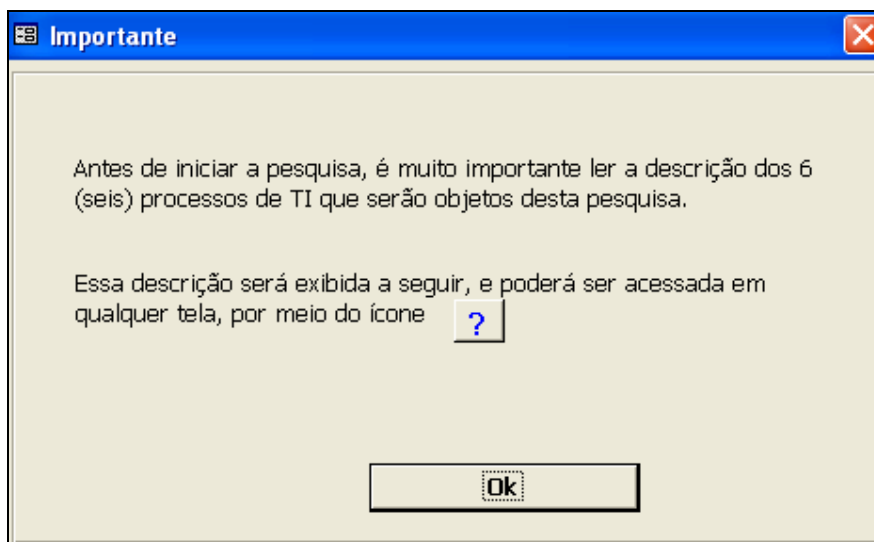 Importante
Antes de iniciar a pesquisa, é muito importante ler a descrição dos 6
(seis) processos de TI que serão objetos desta pesquisa.
Essa descrição será exibida a seguir, e poderá ser acessada em
qualquer tela, por meio do ícone ?
Ok